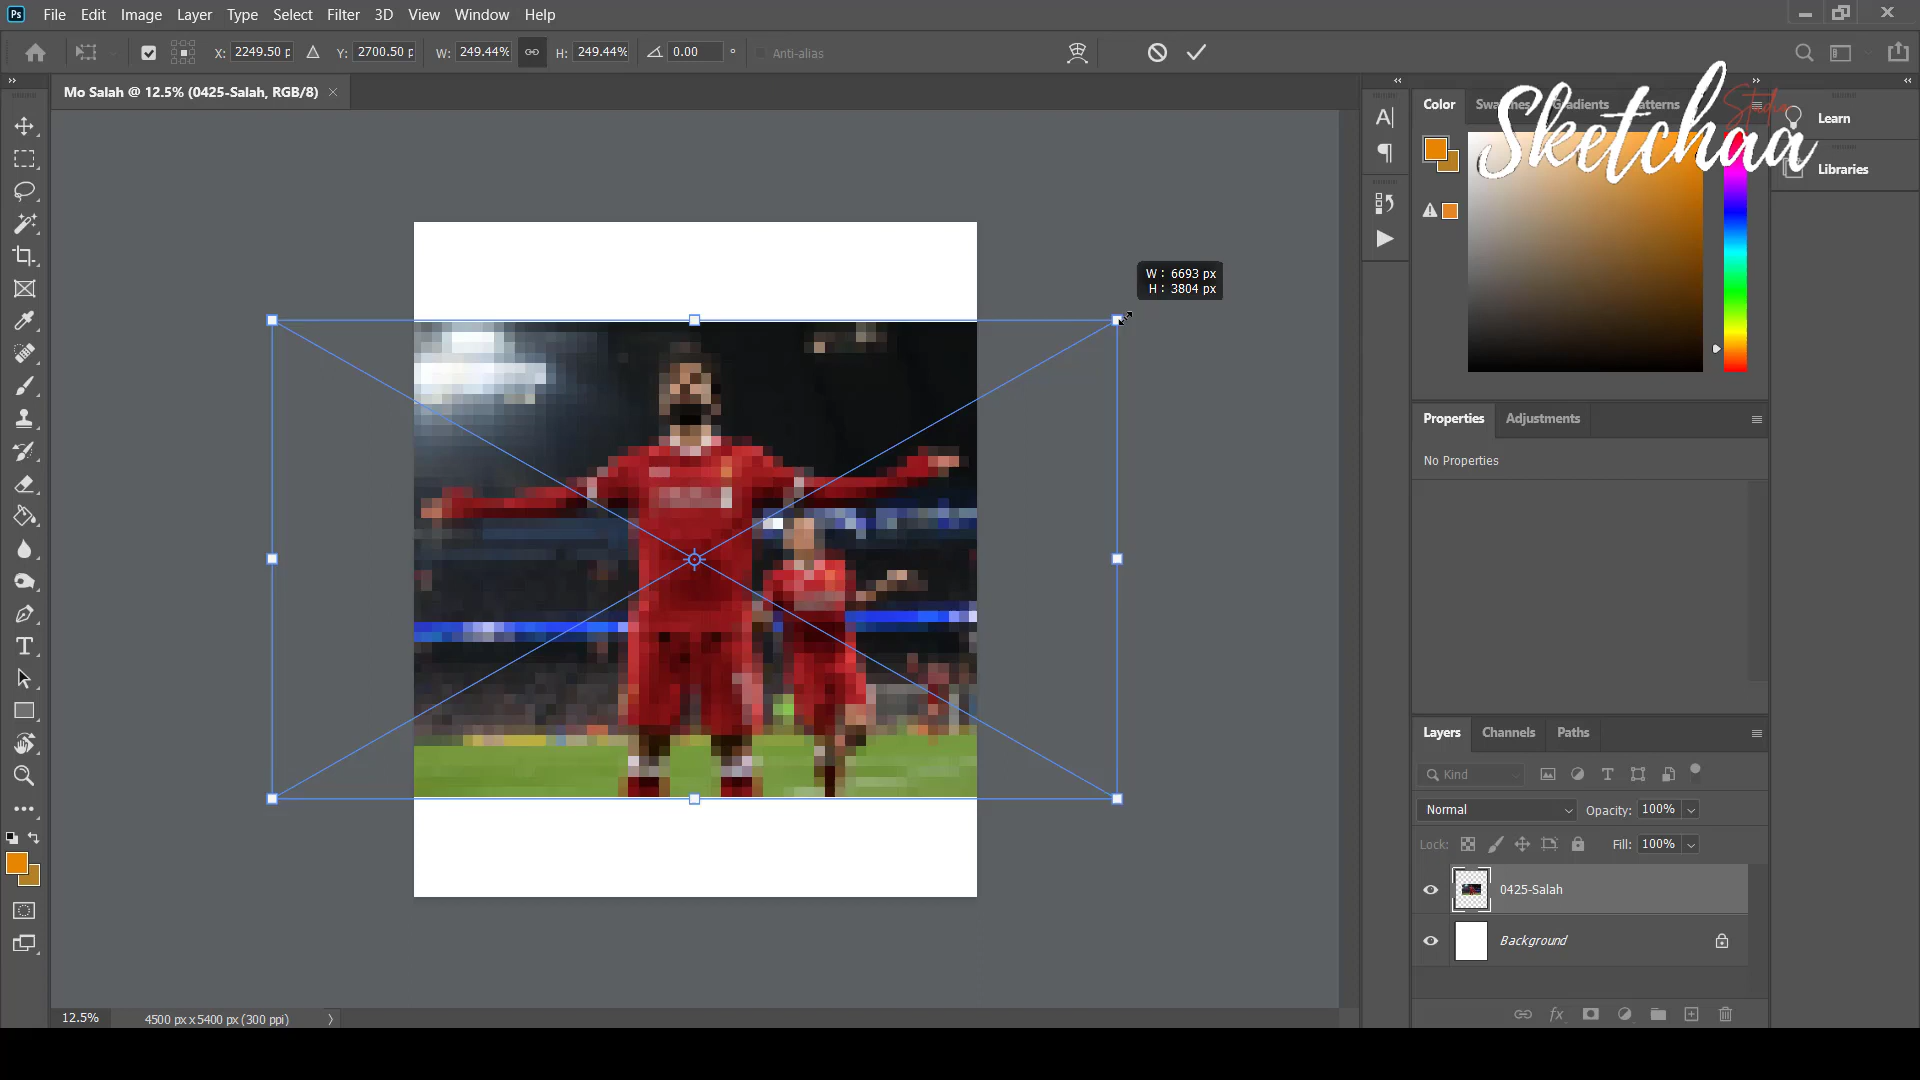 Ps File Edit Image Layer Type Select Filter 3D View Window Help
X: 2249.50 p Y: 2700.50 p W: 249.44% H: 249.44% 0.00 ° Anti-alias
Mo Salah @ 12.5% (0425-Salah, RGB/8) ×
Color Swatches Gradients Patterns
Sketchaa
Studio
Learn
Libraries
W: 6693 px
H: 3804 px
Properties Adjustments
No Properties
Layers Channels Paths
Kind
Normal Opacity: 100%
Lock: Fill: 100%
0425-Salah
Background
12.5% 4500 px x 5400 px (300 ppi)